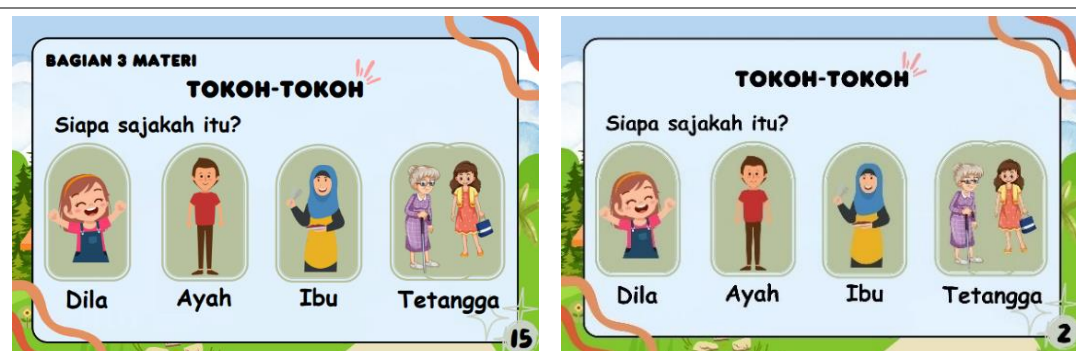 BAGIAN 3 MATERI
TOKOH-TOKOH
Siapa sajakah itu?
Dila Ayah Ibu Tetangga
15
TOKOH-TOKOH
Siapa sajakah itu?
Dila Ayah Ibu Tetangga
2